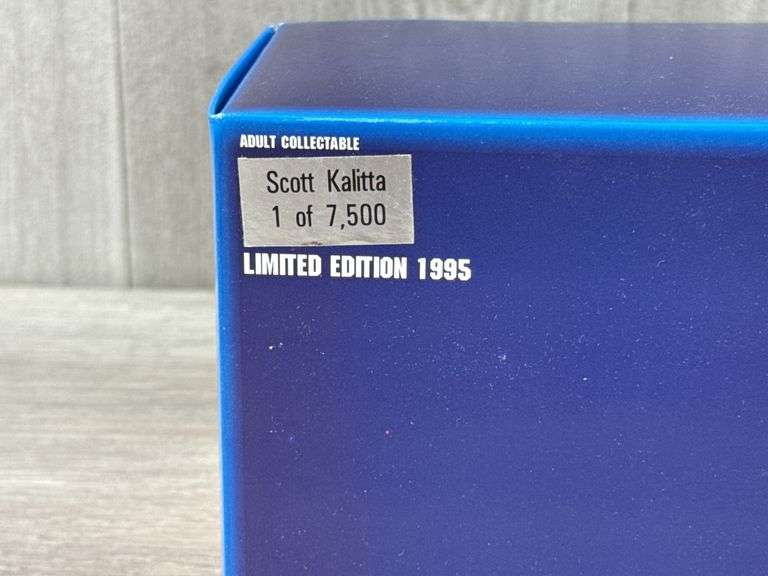 ADULT COLLECTABLE
Scott Kalitta
1 of 7,500
LIMITED EDITION 1995